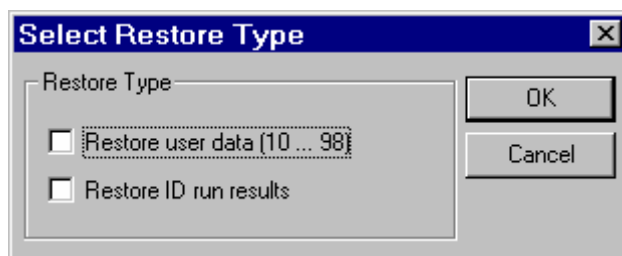 Select Restore Type
Restore Type
Restore user data (10 ... 98)
Restore ID run results
OK
Cancel